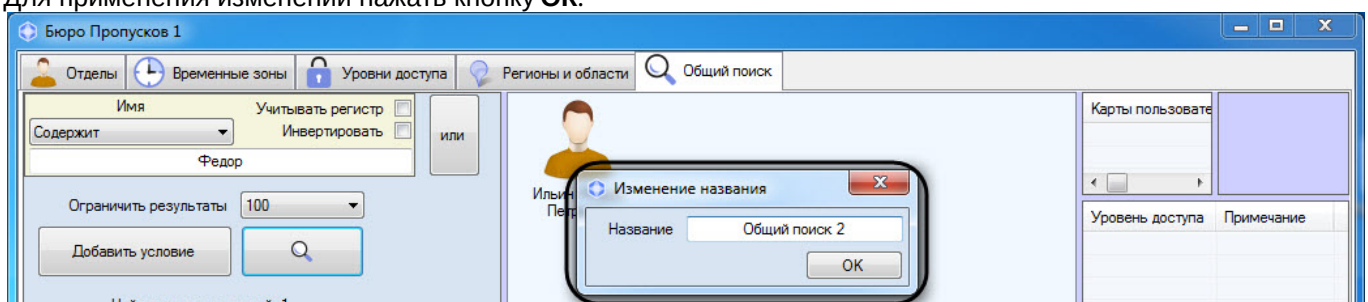 Для применения изменений нажать кнопку ОК.
Бюро Пропусков 1
Отделы Временные зоны Уровни доступа Регионы и области Общий поиск
Имя Учитывать регистр
Содержит Инвертировать или
Федор
Ограничить результаты 100
Добавить условие
Карты пользовате
Уровень доступа Примечание
Изменение названия
Название Общий поиск 2
ОК